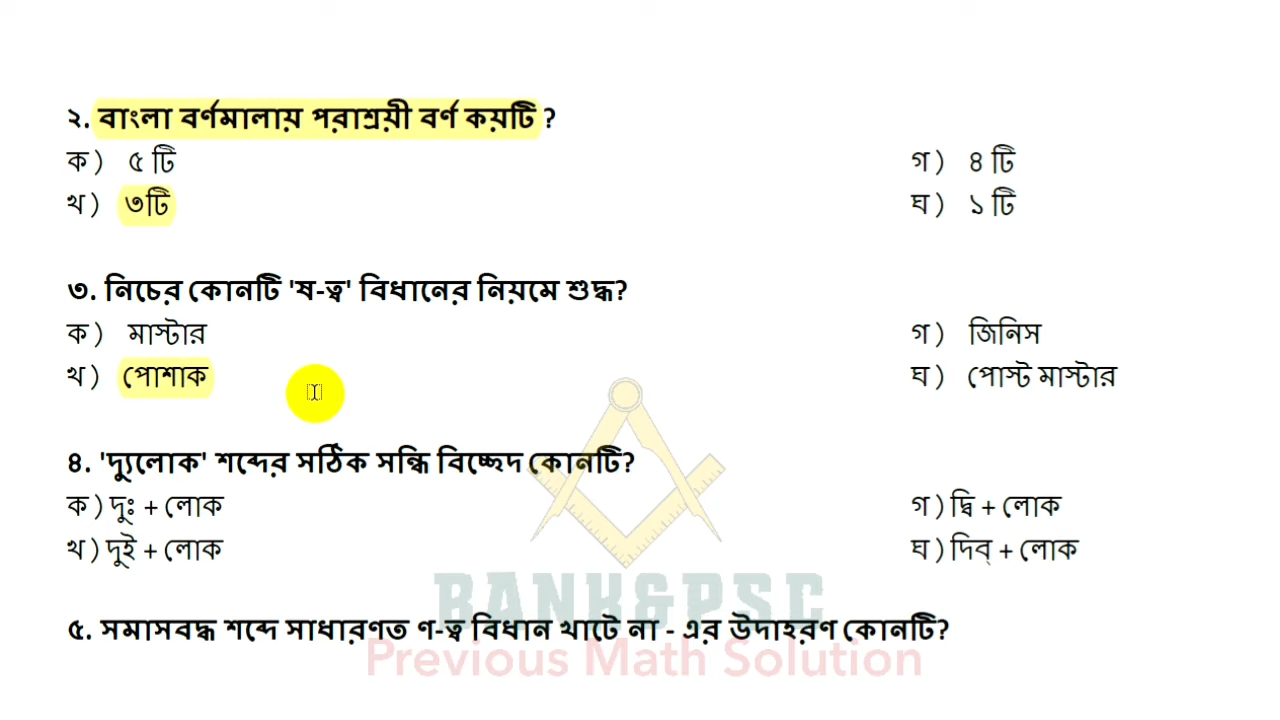 ২. বাংলা বর্ণমালায় পরাশ্রয়ী বর্ণ কয়টি ?
ক) ৫ টি
গ) ৪ টি
খ) ৩টি
ঘ) ১ টি
৩. নিচের কোনটি 'ষ-ত্ব' বিধানের নিয়মে শুদ্ধ?
ক) মাস্টার
গ) জিনিস
খ) পোশাক
ঘ) পোস্ট মাস্টার
৪. 'দ্যুলোক' শব্দের সঠিক সন্ধি বিচ্ছেদ কোনটি?
ক) দুঃ + লোক
গ) দ্বি + লোক
খ) দুই + লোক
ঘ) দিব্ + লোক
BANK&PSC
৫. সমাসবদ্ধ শব্দে সাধারণত ণ-ত্ব বিধান খাটে না - এর উদাহরণ কোনটি?
Previous Math Solution